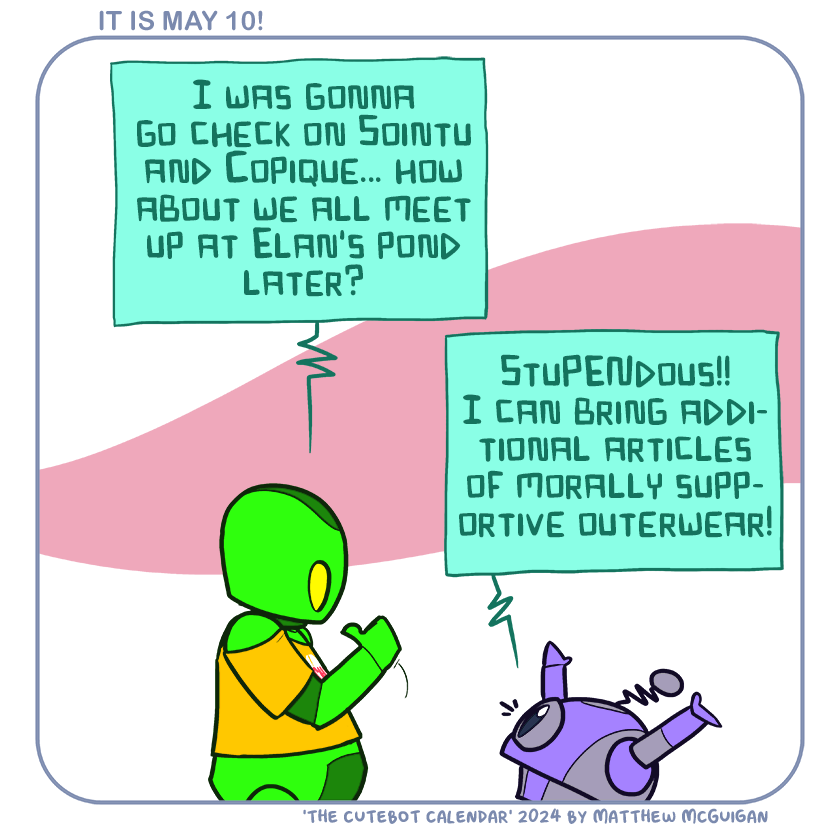 IT IS MAY 10!
I WAS GONNA
GO CHECK ON SOINTU
AND COPIQUE... HOW
ABOUT WE ALL MEET
UP AT ELAN'S POND
LATER?
STUPENDOUS!!
I CAN BRING ADDI-
TIONAL ARTICLES
OF MORALLY SUPP-
ORTIVE OUTERWEAR!
'THE CUTEBOT CALENDAR' 2024 BY MATTHEW MCGUIGAN